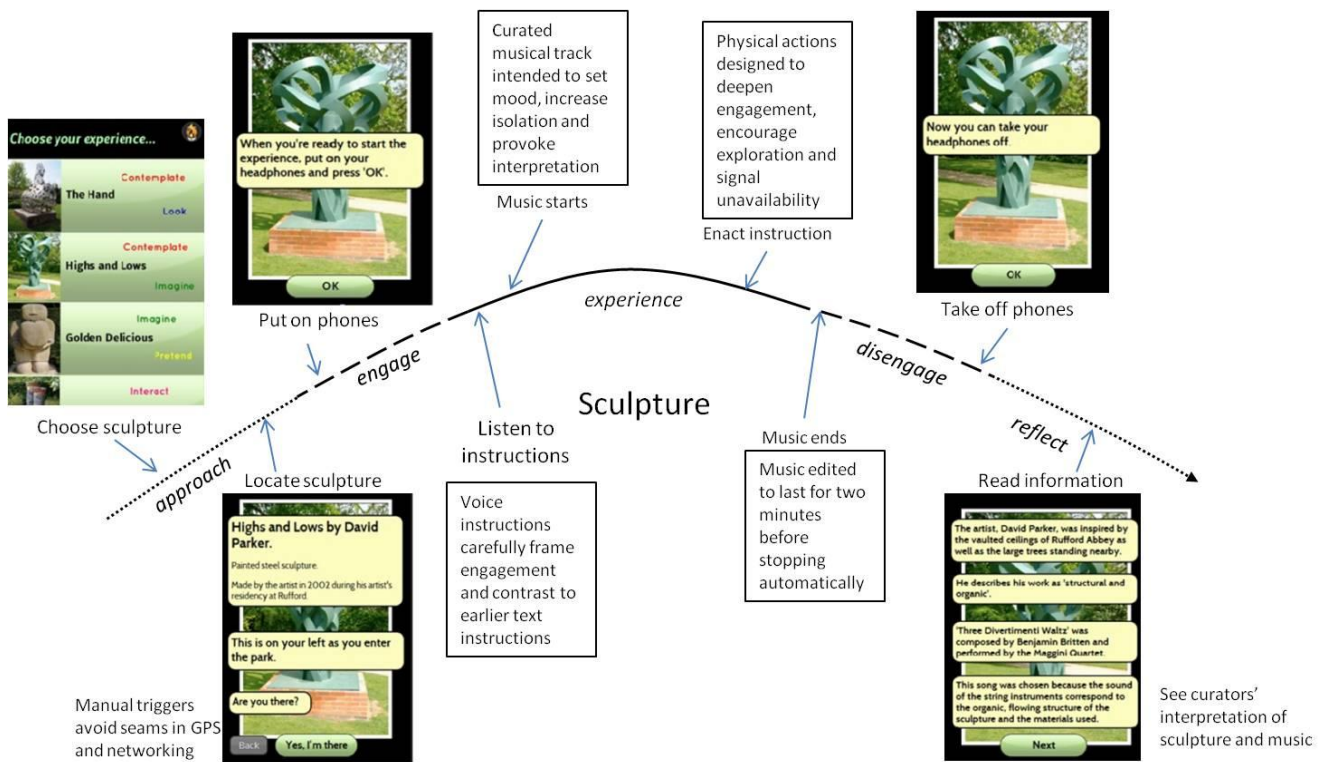 Choose your experience...
Contemplate
The Hand
Look
Contemplate
Highs and Lows
Imagine
Imagine
Golden Delicious
Pretend
Interact
Choose sculpture
When you're ready to start the
experience, put on your
headphones and press 'OK'.
OK
Put on phones
Curated
musical track
intended to set
mood, increase
isolation and
provoke
interpretation
Music starts
Physical actions
designed to
deepen
engagement,
encourage
exploration and
signal
unavailability
Enact instruction
Now you can take your
headphones off.
OK
Take off phones
approach
engage
experience
disengage
reflect
Sculpture
Locate sculpture
Highs and Lows by David
Parker.
Painted steel sculpture.
Made by the artist in 2002 during his artist's
residency at Rufford.
This is on your left as you enter
the park.
Are you there?
Back
Yes, I'm there
Manual triggers
avoid seams in GPS
and networking
Listen to
instructions
Voice
instructions
carefully frame
engagement
and contrast to
earlier text
instructions
Music ends
Music edited
to last for two
minutes
before
stopping
automatically
Read information
The artist, David Parker, was inspired by
the vaulted ceilings of Rufford Abbey as
well as the large trees standing nearby.
He describes his work as 'structural and
organic'.
'Three Divertimenti Waltz' was
composed by Benjamin Britten and
performed by the Maggini Quartet.
This song was chosen because the sound
of the string instruments correspond to
the organic, flowing structure of the
sculpture and the materials used.
Next
See curators'
interpretation of
sculpture and music